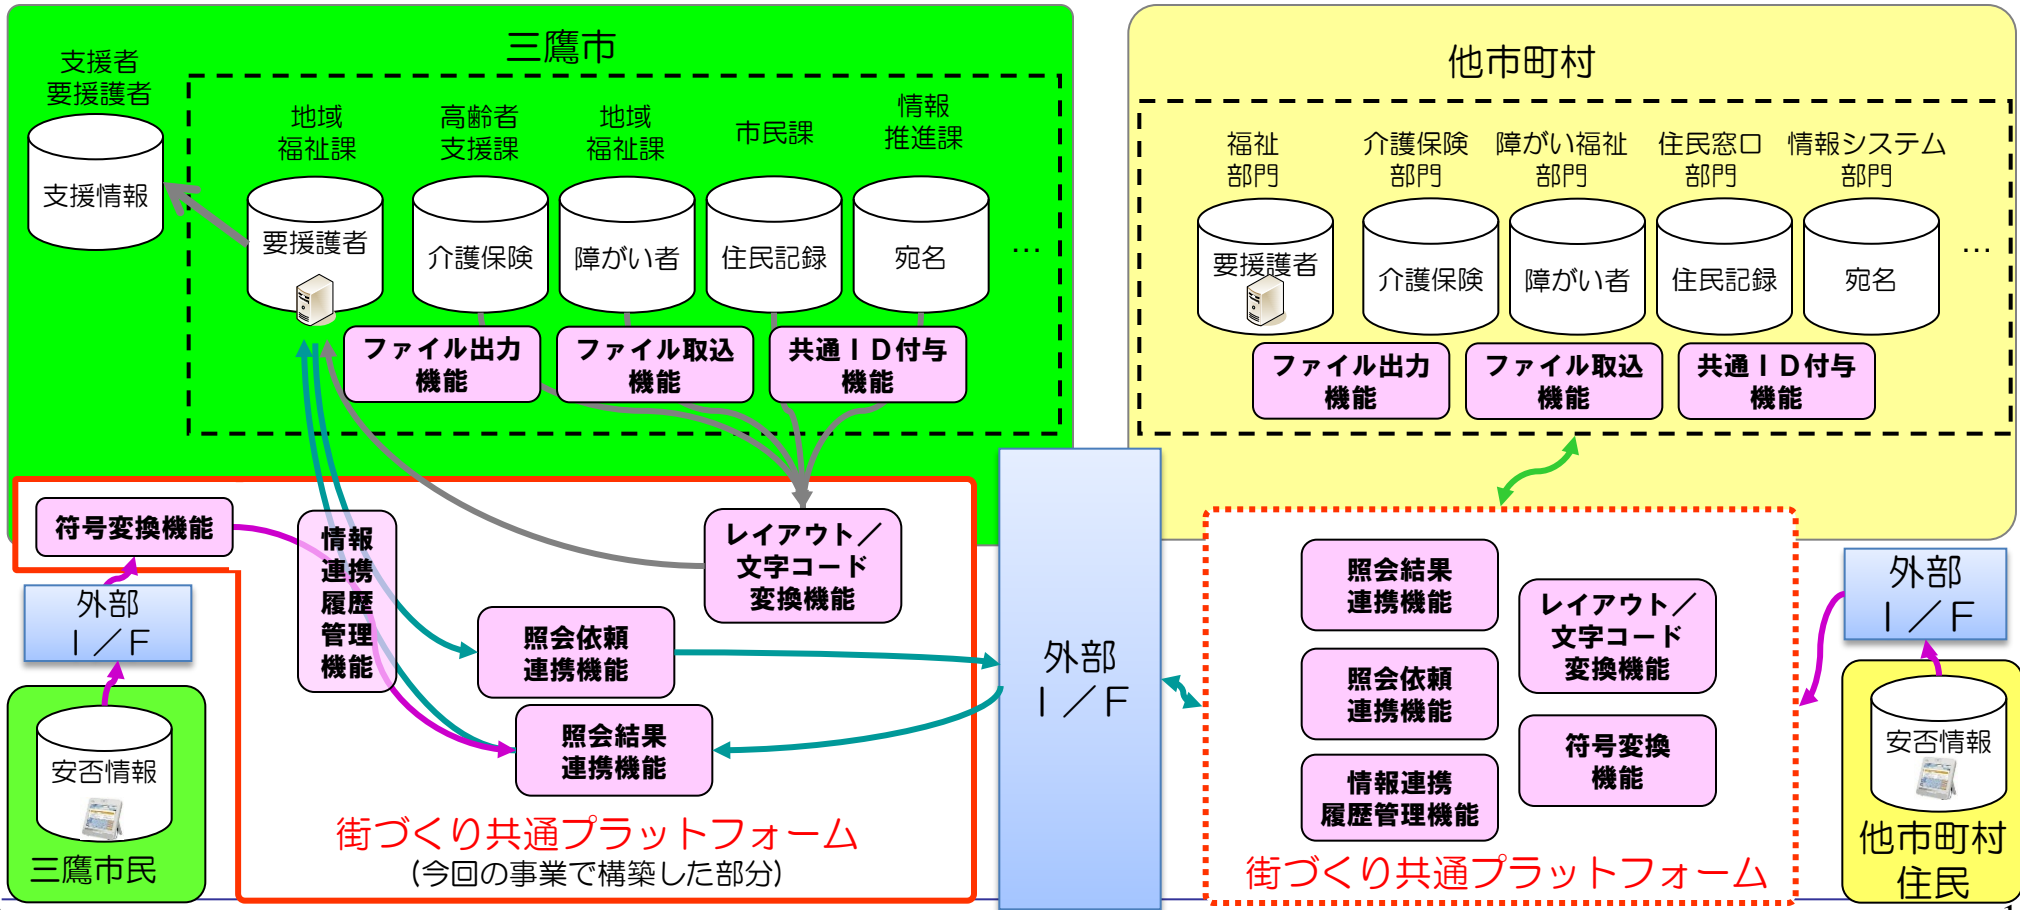 三鷹市
支援者
要援護者
支援情報
地域
福祉課
高齢者
支援課
地域
福祉課
市民課
情報
推進課
要援護者
介護保険
障がい者
住民記録
宛名
…
ファイル出力
機能
ファイル取込
機能
共通ＩＤ付与
機能
他市町村
福祉
部門
介護保険
部門
障がい福祉
部門
住民窓口
部門
情報システム
部門
要援護者
介護保険
障がい者
住民記録
宛名
…
ファイル出力
機能
ファイル取込
機能
共通ＩＤ付与
機能
符号変換機能
情報
連携
履歴
管理
機能
レイアウト／
文字コード
変換機能
照会依頼
連携機能
照会結果
連携機能
街づくり共通プラットフォーム
（今回の事業で構築した部分）
外部
Ｉ／Ｆ
安否情報
三鷹市民
外部
Ｉ／Ｆ
照会結果
連携機能
照会依頼
連携機能
情報連携
履歴管理機能
レイアウト／
文字コード
変換機能
符号変換
機能
街づくり共通プラットフォーム
外部
Ｉ／Ｆ
安否情報
他市町村
住民